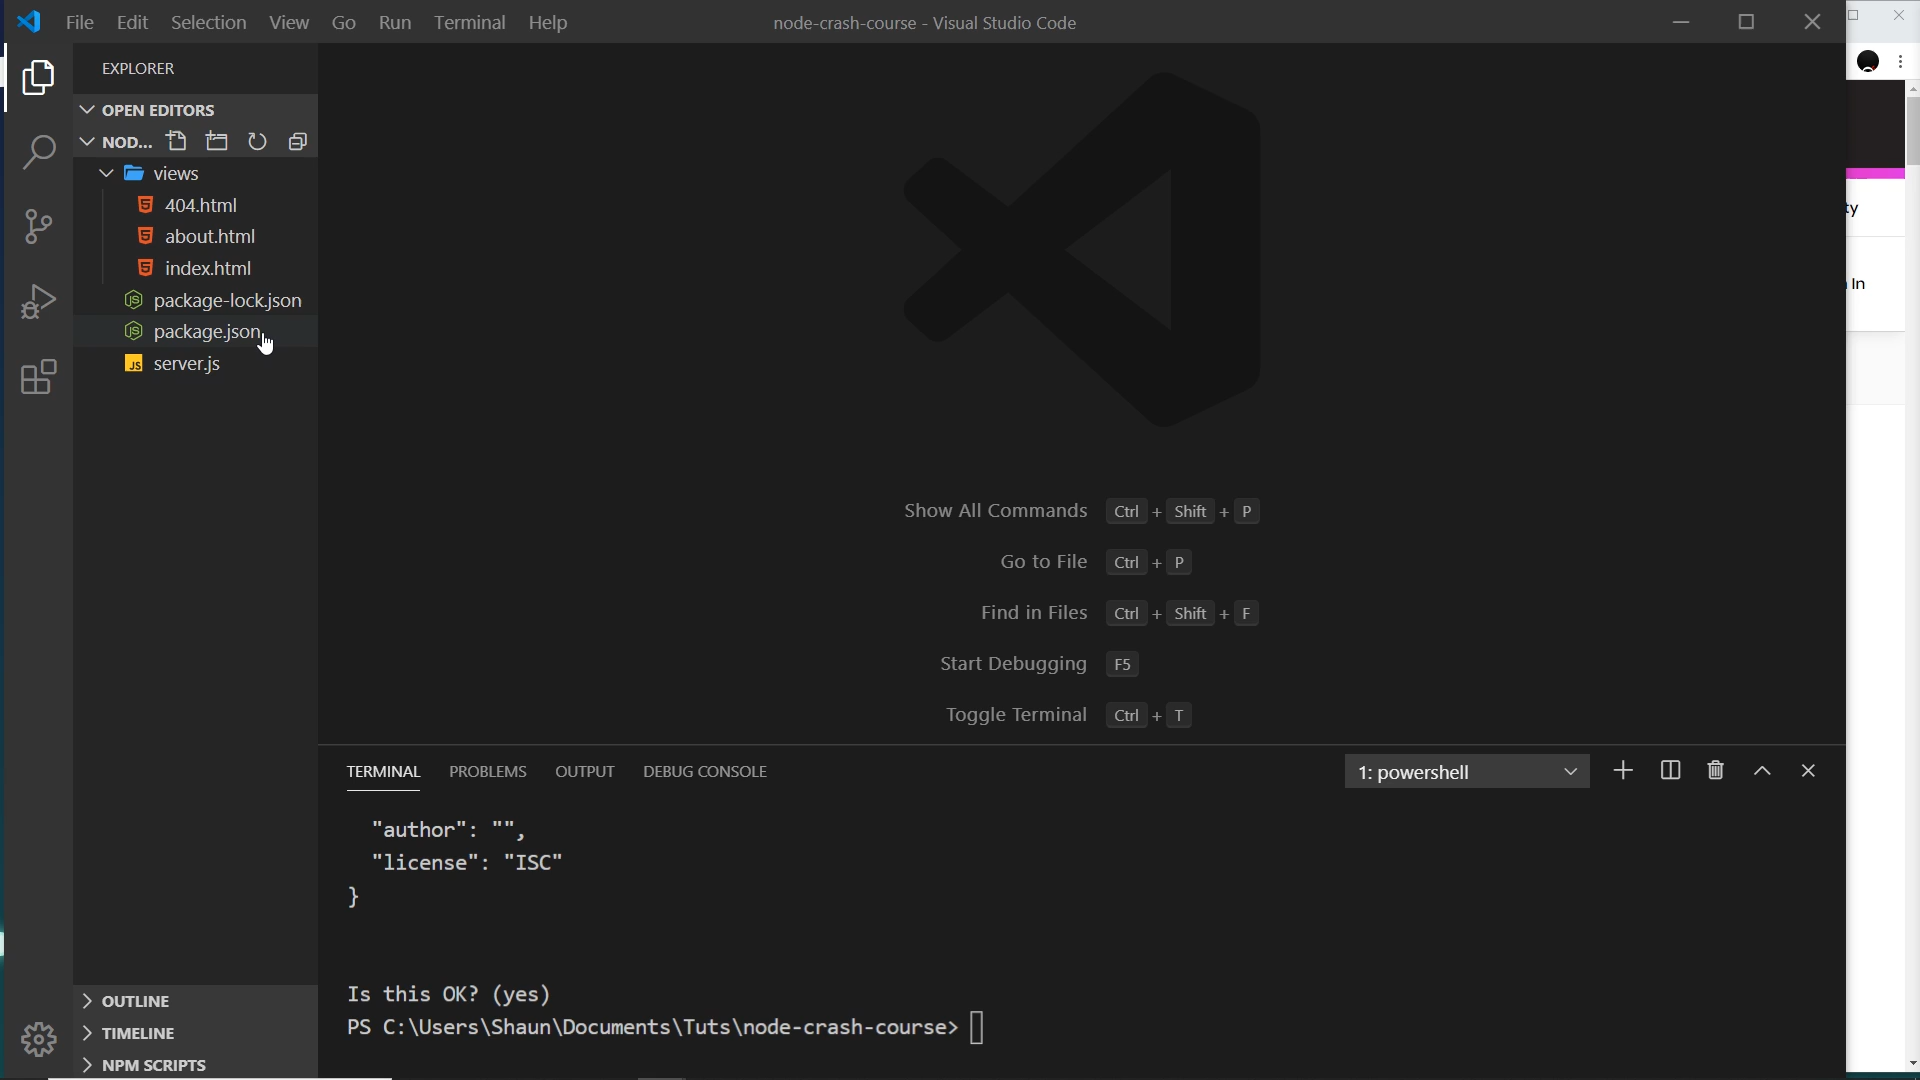 File Edit Selection View Go Run Terminal Help
node-crash-course - Visual Studio Code
EXPLORER
OPEN EDITORS
NOD...
views
404.html
about.html
index.html
package-lock.json
package.json
server.js
OUTLINE
TIMELINE
NPM SCRIPTS
Show All Commands Ctrl + Shift + P
Go to File Ctrl + P
Find in Files Ctrl + Shift + F
Start Debugging F5
Toggle Terminal Ctrl + T
TERMINAL PROBLEMS OUTPUT DEBUG CONSOLE
1: powershell
"author": "",
"license": "ISC"
}
Is this OK? (yes)
PS C:\Users\Shaun\Documents\Tuts\node-crash-course>
ty
In